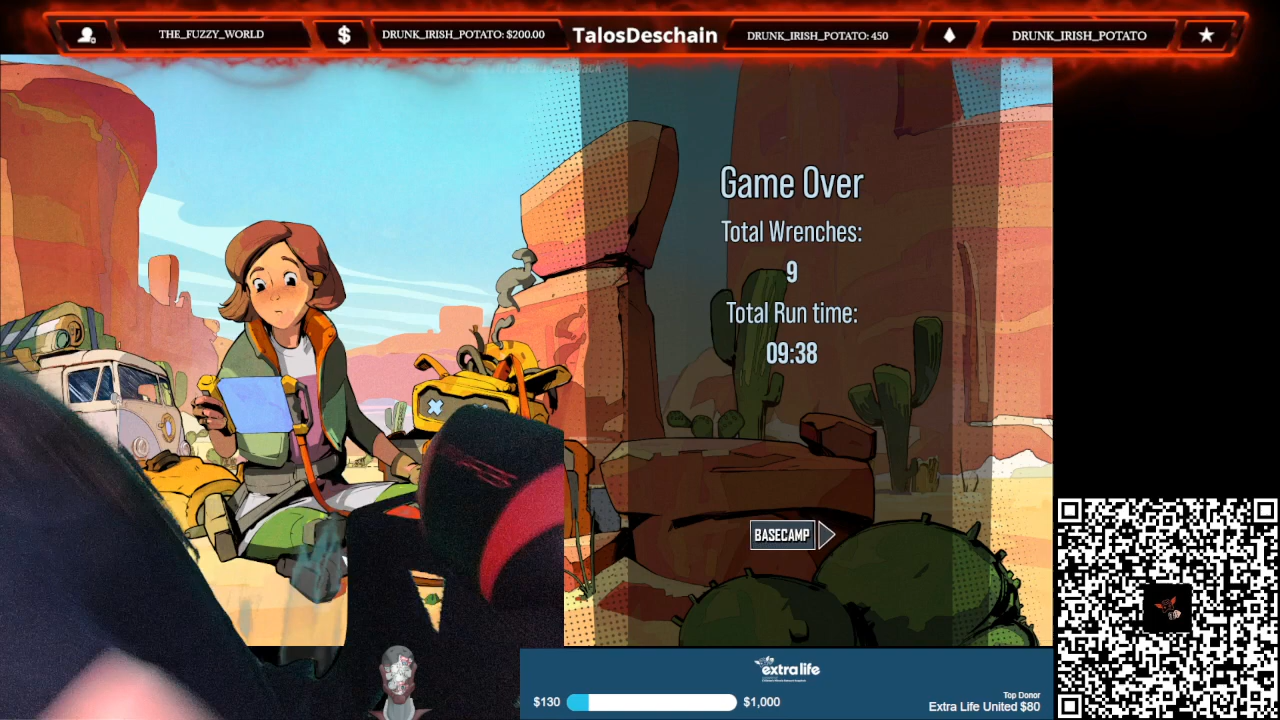 THE_FUZZY_WORLD
$
DRUNK_IRISH_POTATO: $200.00
TalosDeschain
DRUNK_IRISH_POTATO: 450
DRUNK_IRISH_POTATO
Game Over
Total Wrenches:
9
Total Run time:
09:38
BASECAMP
extra life
$130
$1,000
Top Donor
Extra Life United $80